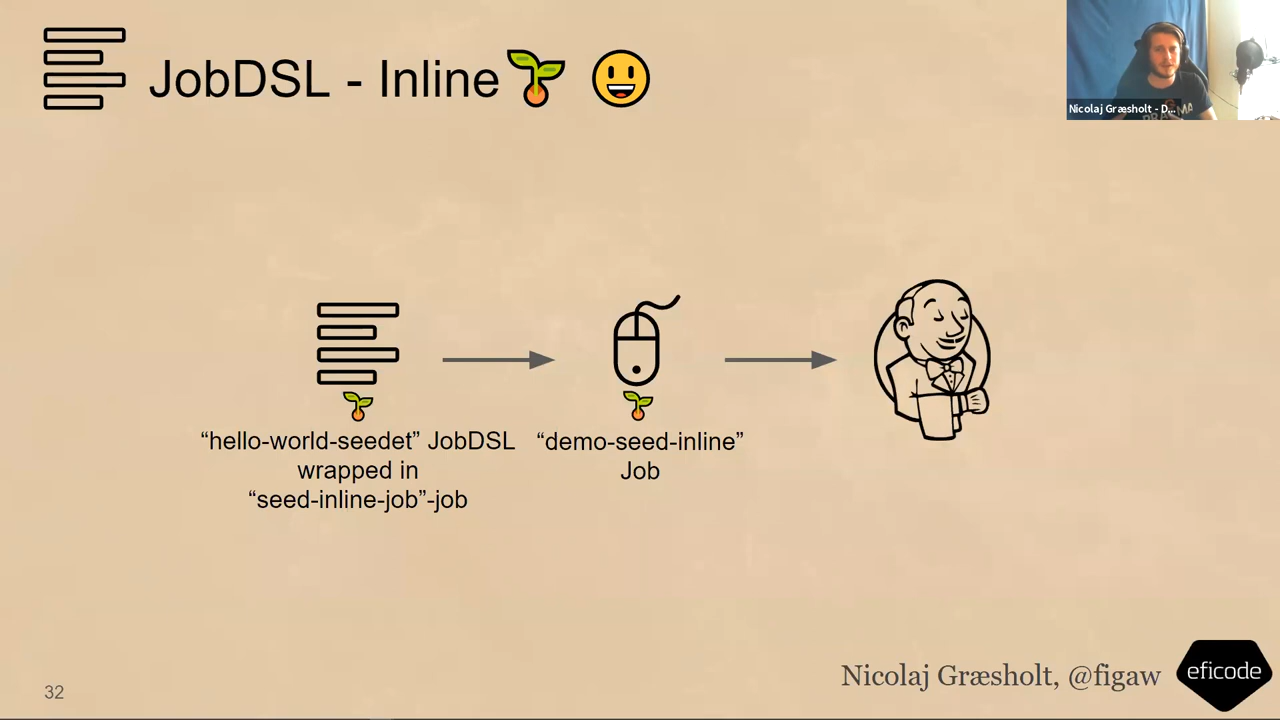 JobDSL - Inline
Nicolaj Græsholt - D...
PRAGMA
“hello-world-seedet” JobDSL
wrapped in
“seed-inline-job”-job
“demo-seed-inline”
Job
Nicolaj Græsholt, @figaw
eficode
32